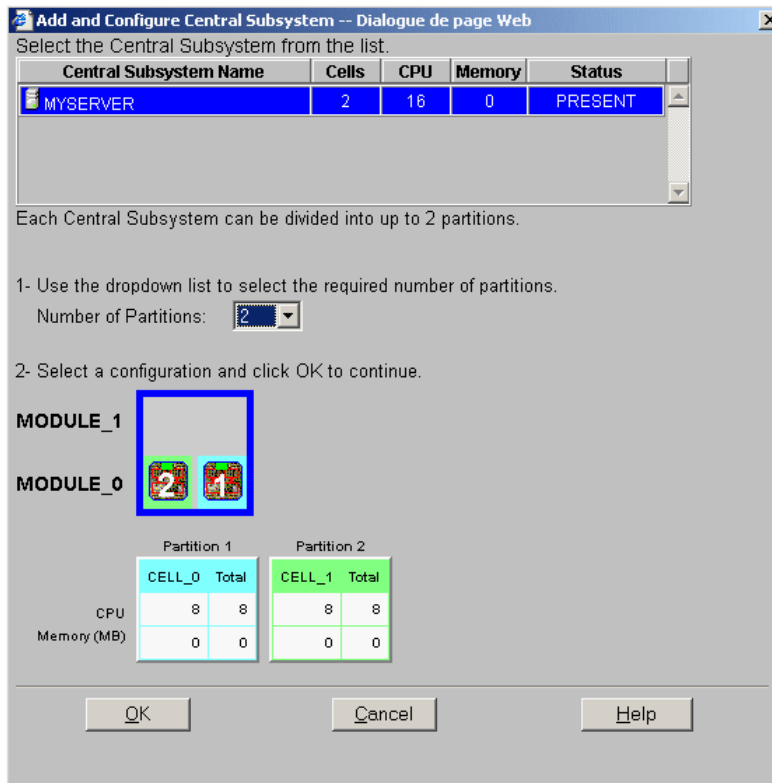 Add and Configure Central Subsystem -- Dialogue de page Web
Select the Central Subsystem from the list.
Central Subsystem Name Cells CPU Memory Status
MYSERVER 2 16 0 PRESENT
Each Central Subsystem can be divided into up to 2 partitions.
1- Use the dropdown list to select the required number of partitions.
Number of Partitions: 2
2- Select a configuration and click OK to continue.
MODULE_1
MODULE_0 2 1
Partition 1 Partition 2
CELL_0 Total CELL_1 Total
CPU 8 8 8 8
Memory (MB) 0 0 0 0
OK Cancel Help